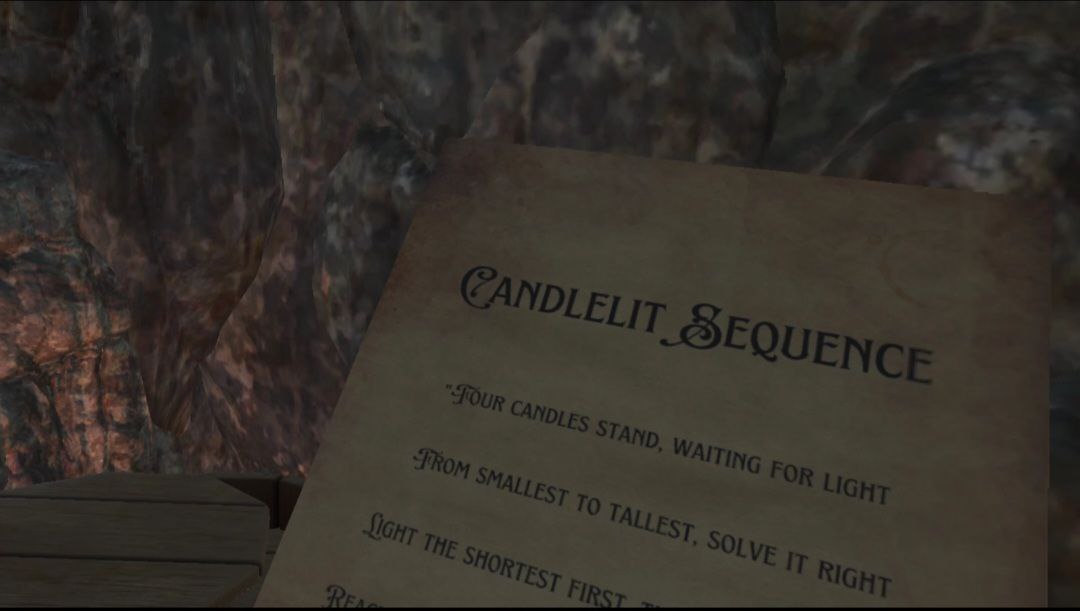 Candlelit Sequence
"Four candles stand, waiting for light
From smallest to tallest, solve it right
Light the shortest first,